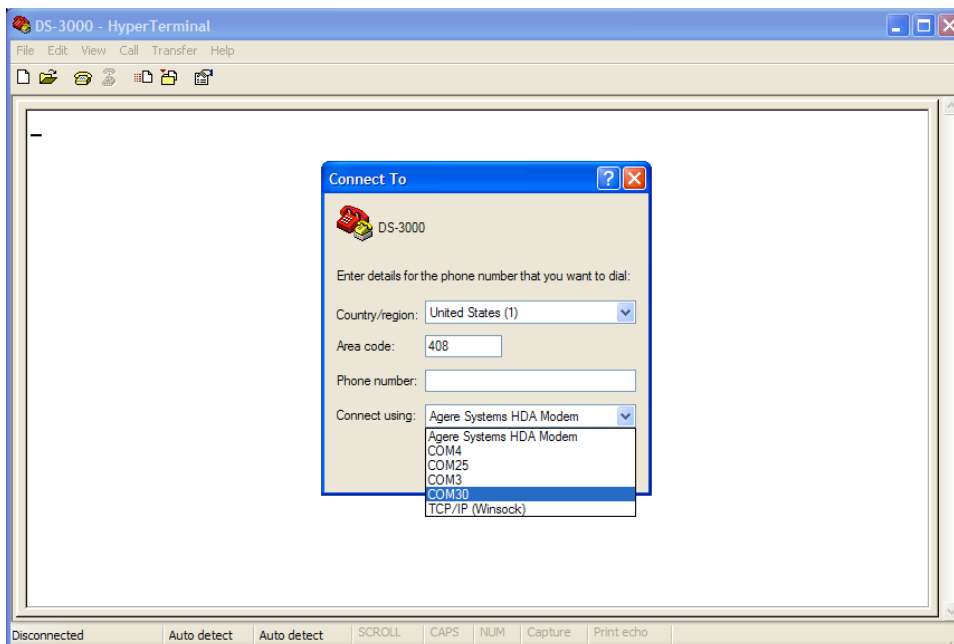 DS-3000 - HyperTerminal
File Edit View Call Transfer Help
Connect To
DS-3000
Enter details for the phone number that you want to dial:
Country/region: United States (1)
Area code: 408
Phone number:
Connect using: Agere Systems HDA Modem
Agere Systems HDA Modem
COM4
COM25
COM3
COM30
TCP/IP (Winsock)
Disconnected Auto detect Auto detect SCROLL CAPS NUM Capture Print echo